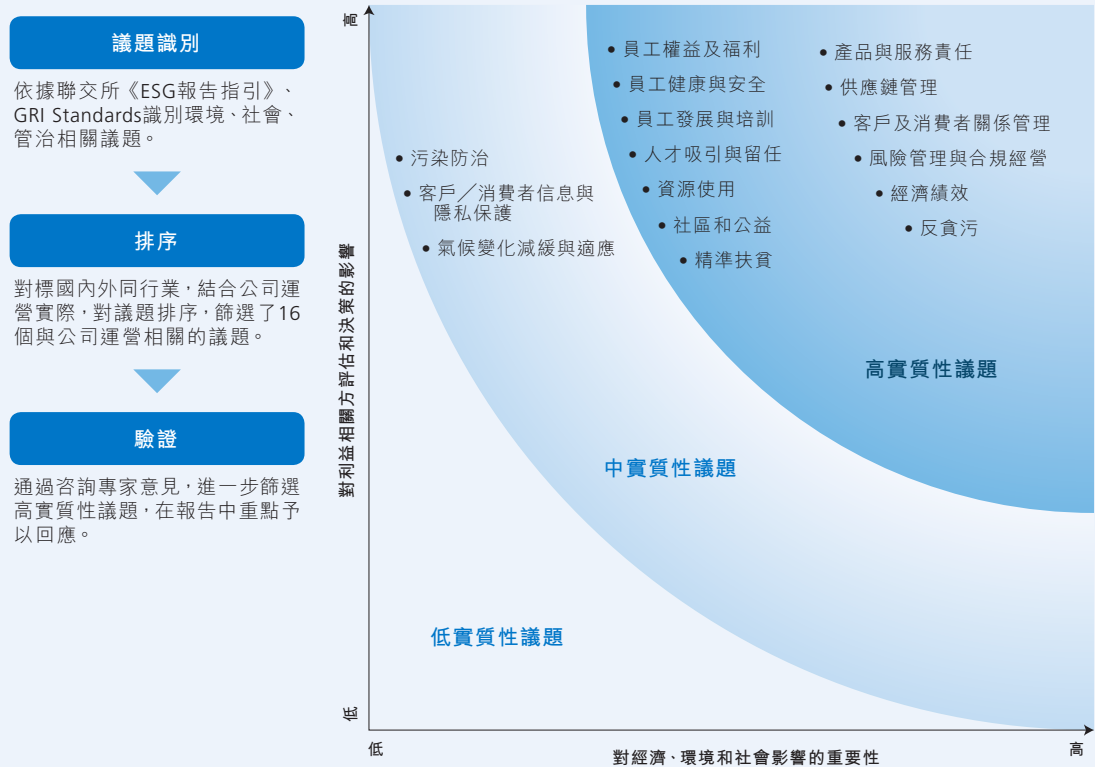 議題識別
依據聯交所《ESG報告指引》、
GRI Standards識別環境、社會、
管治相關議題。
排序
對標國內外同行業，結合公司運
營實際，對議題排序，篩選了16
個與公司運營相關的議題。
驗證
通過咨詢專家意見，進一步篩選
高實質性議題，在報告中重點予
以回應。
高
對利益相關方評估和決策的影響
低
• 污染防治
• 客戶／消費者信息與
隱私保護
• 氣候變化減緩與適應
• 員工權益及福利
• 員工健康與安全
• 員工發展與培訓
• 人才吸引與留任
• 資源使用
• 社區和公益
• 精準扶貧
• 產品與服務責任
• 供應鏈管理
• 客戶及消費者關係管理
• 風險管理與合規經營
• 經濟績效
• 反貪污
高實質性議題
中實質性議題
低實質性議題
低
對經濟、環境和社會影響的重要性
高